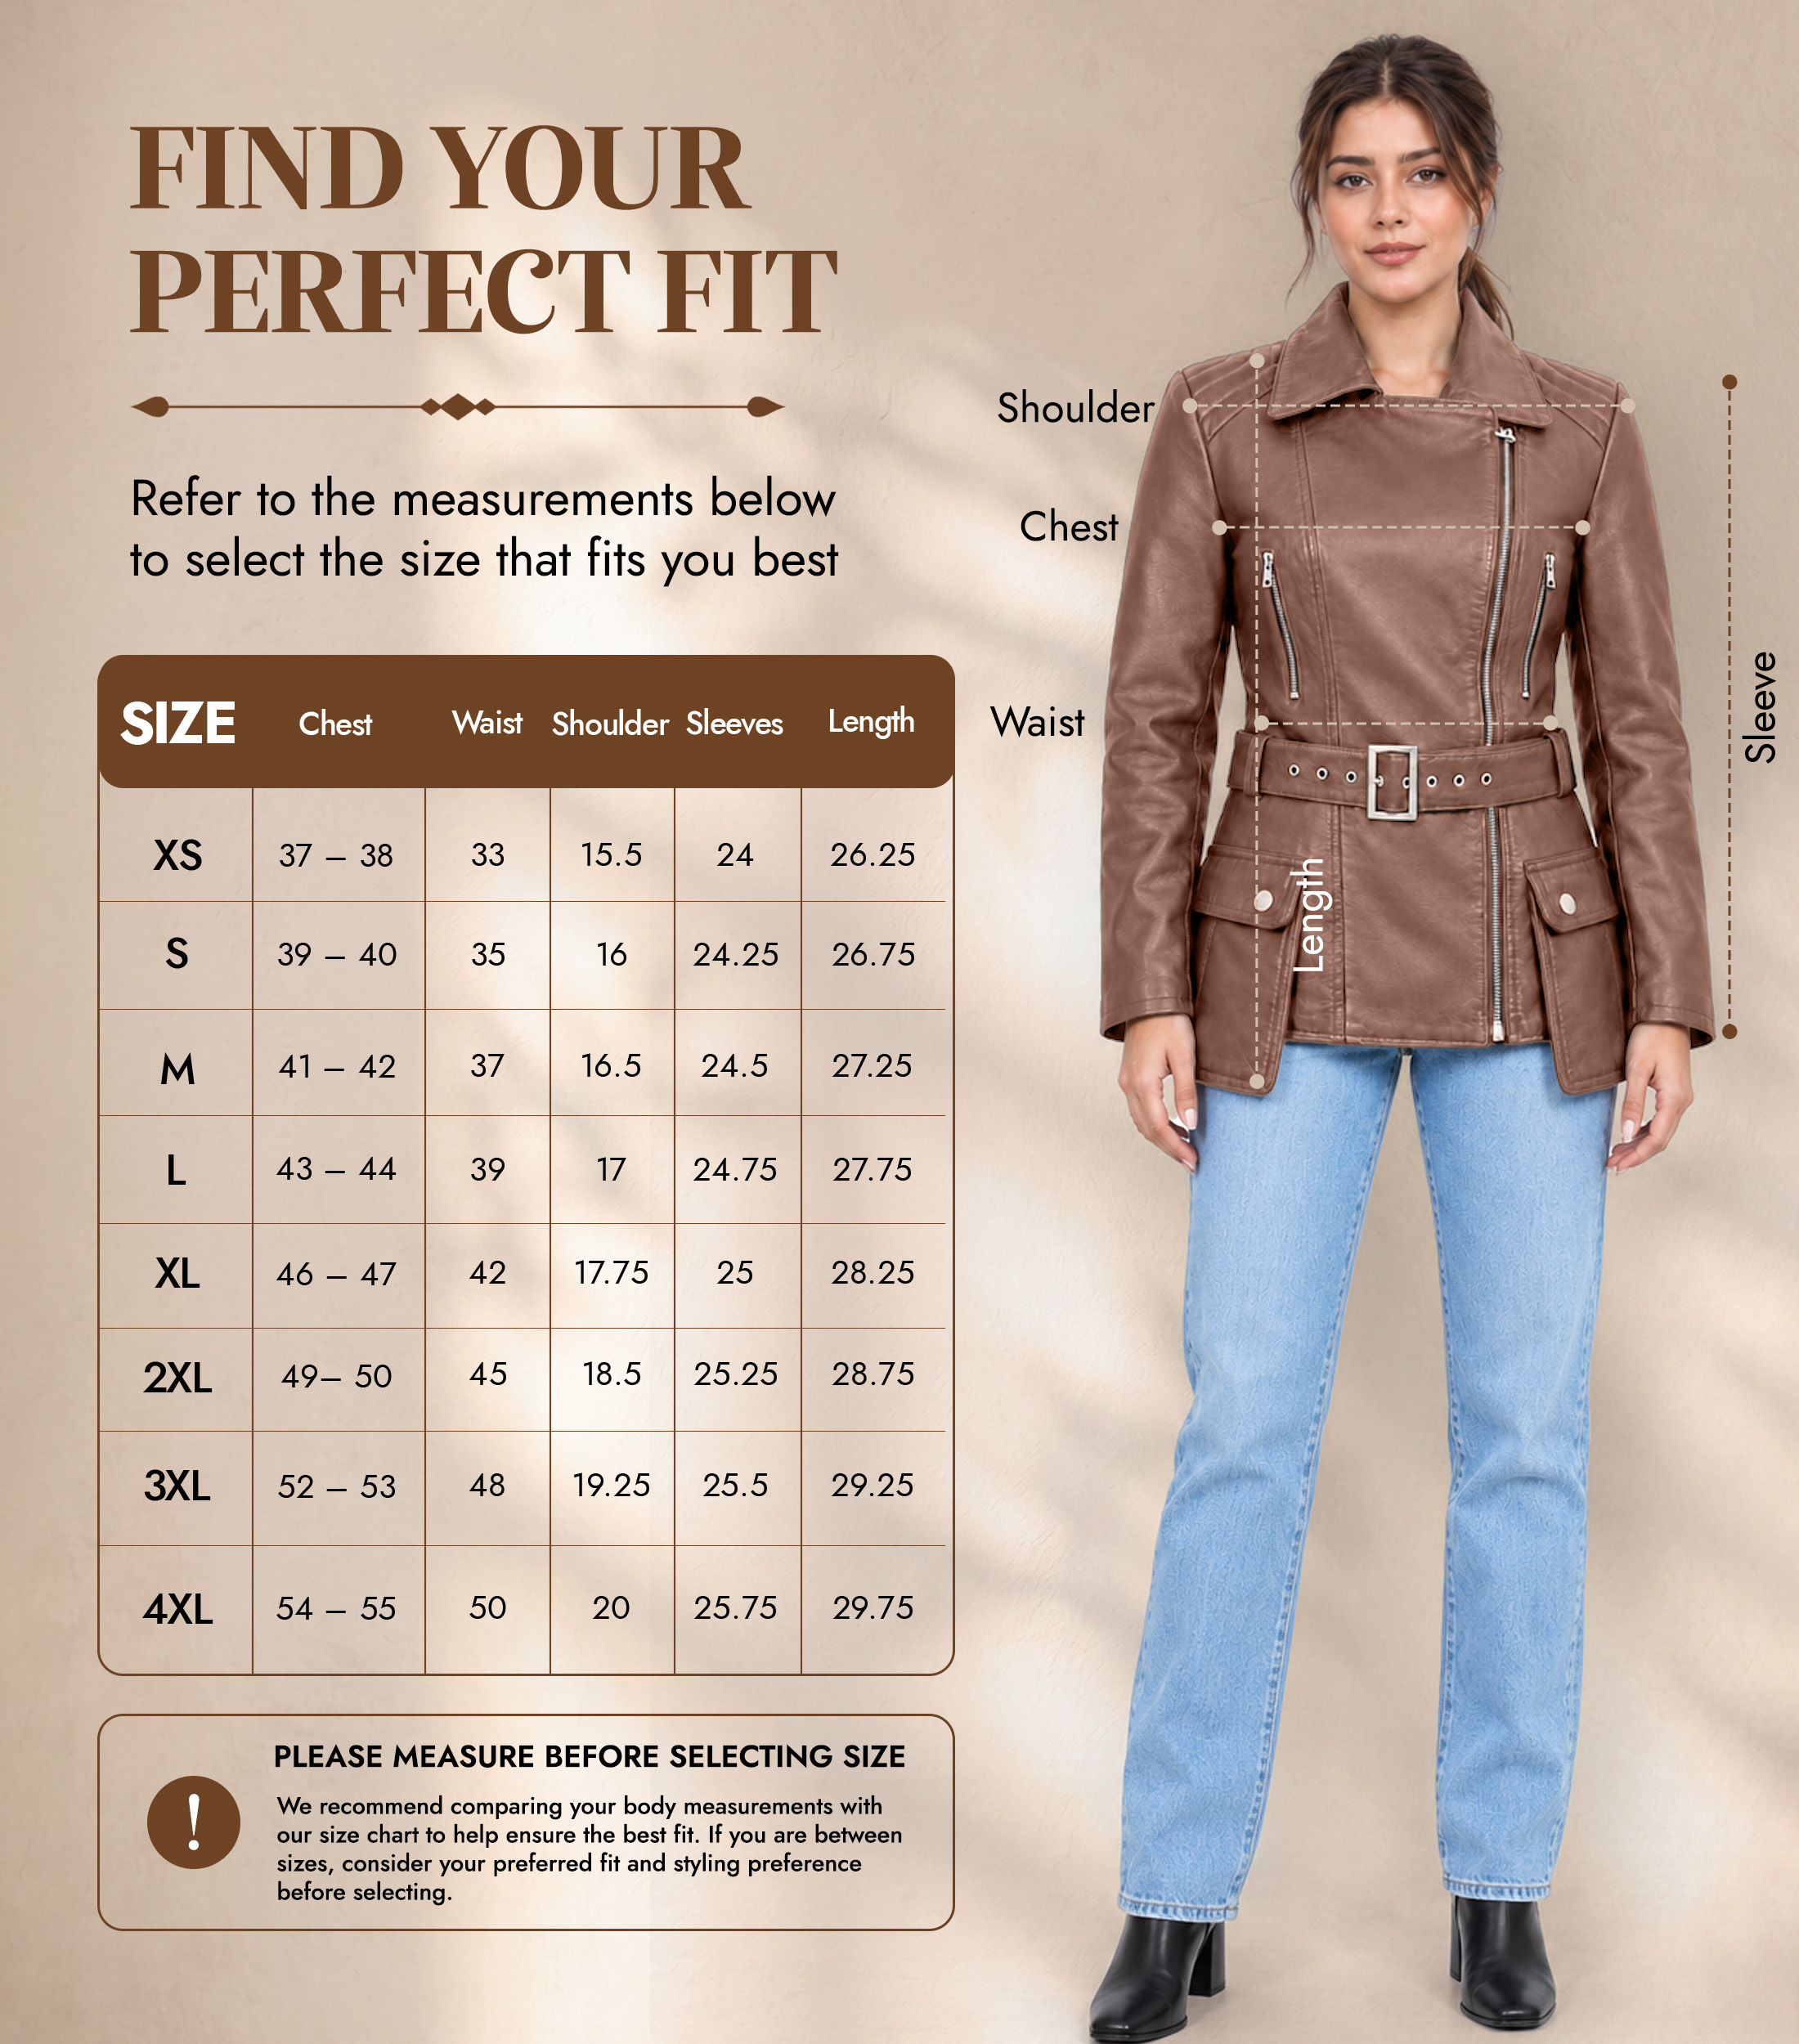 FIND YOUR
PERFECT FIT
Refer to the measurements below
to select the size that fits you best
SIZE Chest Waist Shoulder Sleeves Length
XS 37 – 38 33 15.5 24 26.25
S 39 – 40 35 16 24.25 26.75
M 41 – 42 37 16.5 24.5 27.25
L 43 – 44 39 17 24.75 27.75
XL 46 – 47 42 17.75 25 28.25
2XL 49– 50 45 18.5 25.25 28.75
3XL 52 – 53 48 19.25 25.5 29.25
4XL 54 – 55 50 20 25.75 29.75
!
PLEASE MEASURE BEFORE SELECTING SIZE
We recommend comparing your body measurements with
our size chart to help ensure the best fit. If you are between
sizes, consider your preferred fit and styling preference
before selecting.
Shoulder
Chest
Waist
Length
Sleeve